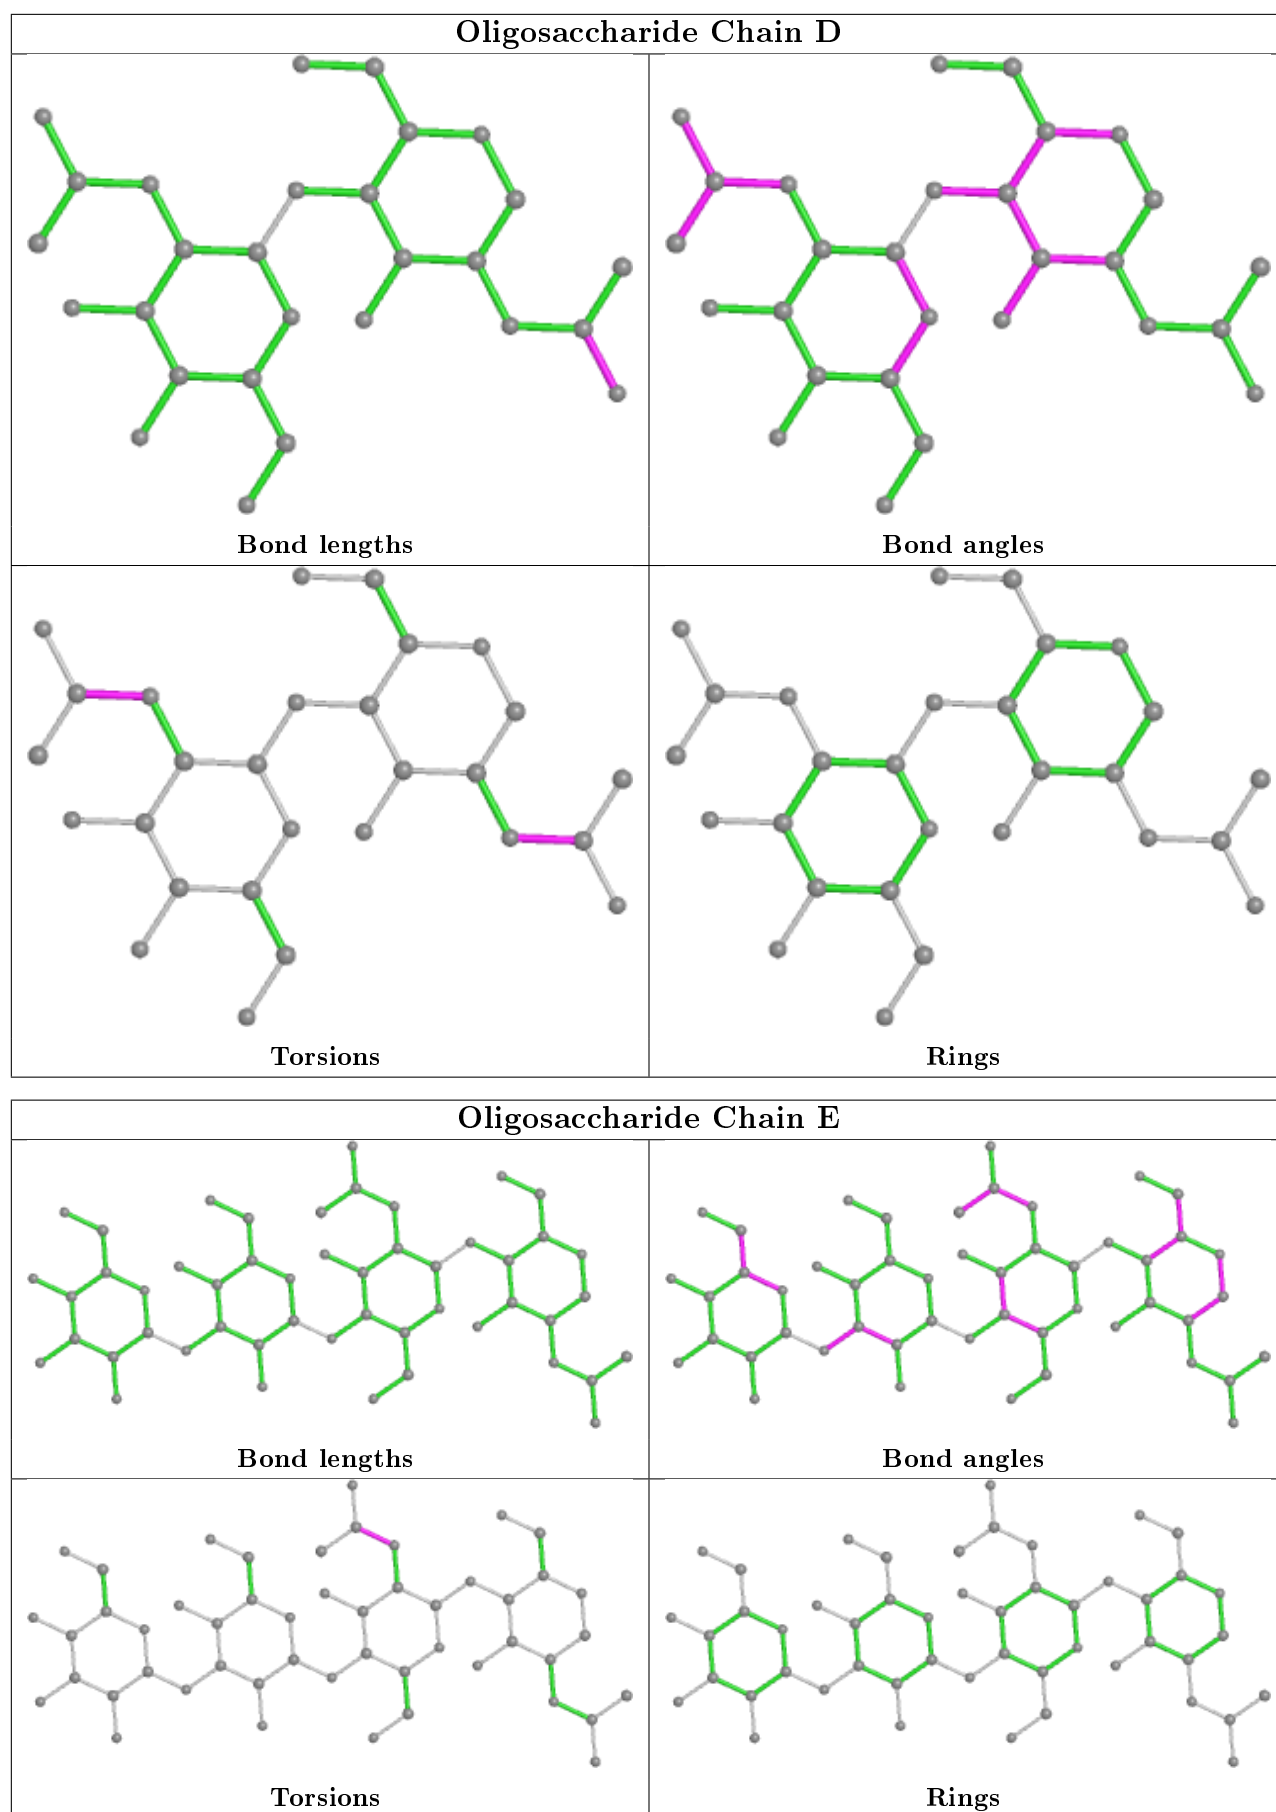 Oligosaccharide Chain D
Bond lengths
Bond angles
Torsions
Rings
Oligosaccharide Chain E
Bond lengths
Bond angles
Torsions
Rings